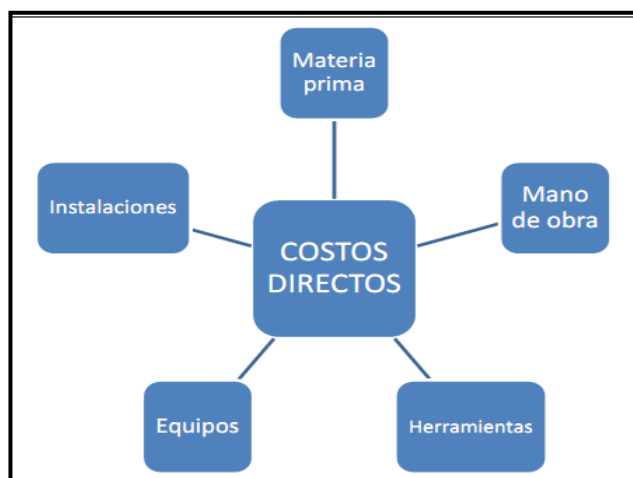 Materia
prima
Instalaciones
Mano
de obra
COSTOS
DIRECTOS
Equipos
Herramientas